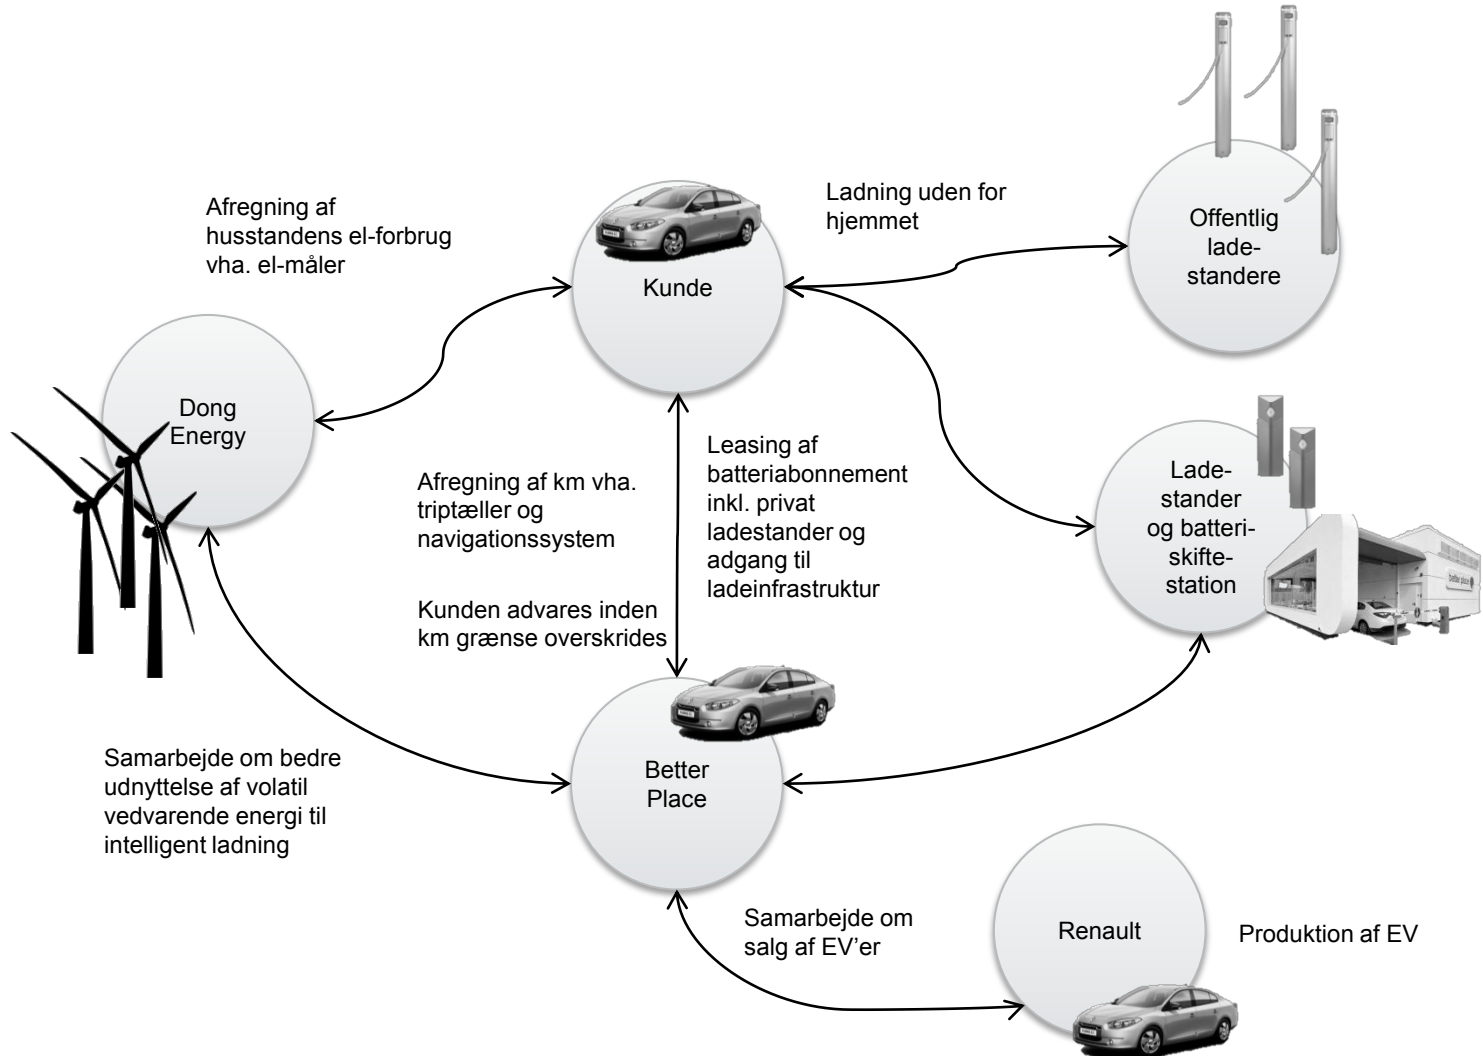 Afregning af
husstandens el-forbrug
vha. el-måler
Kunde
Ladning uden for
hjemmet
Offentlig
lade-
standere
Dong
Energy
Afregning af km vha.
triptæller og
navigationssystem
Kunden advares inden
km grænse overskrides
Leasing af
batteriabonnement
inkl. privat
ladestander og
adgang til
ladeinfrastruktur
Lade-
stander
og batteri-
skifte-
station
better place
Samarbejde om bedre
udnyttelse af volatil
vedvarende energi til
intelligent ladning
Better
Place
Samarbejde om
salg af EV’er
Renault
Produktion af EV